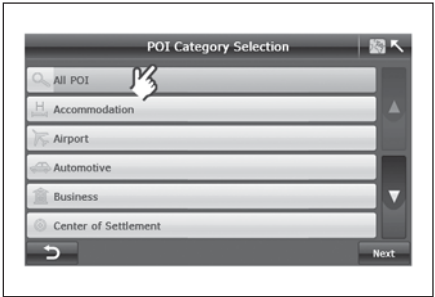 POI Category Selection
All POI
Accommodation
Airport
Automotive
Business
Center of Settlement
Next